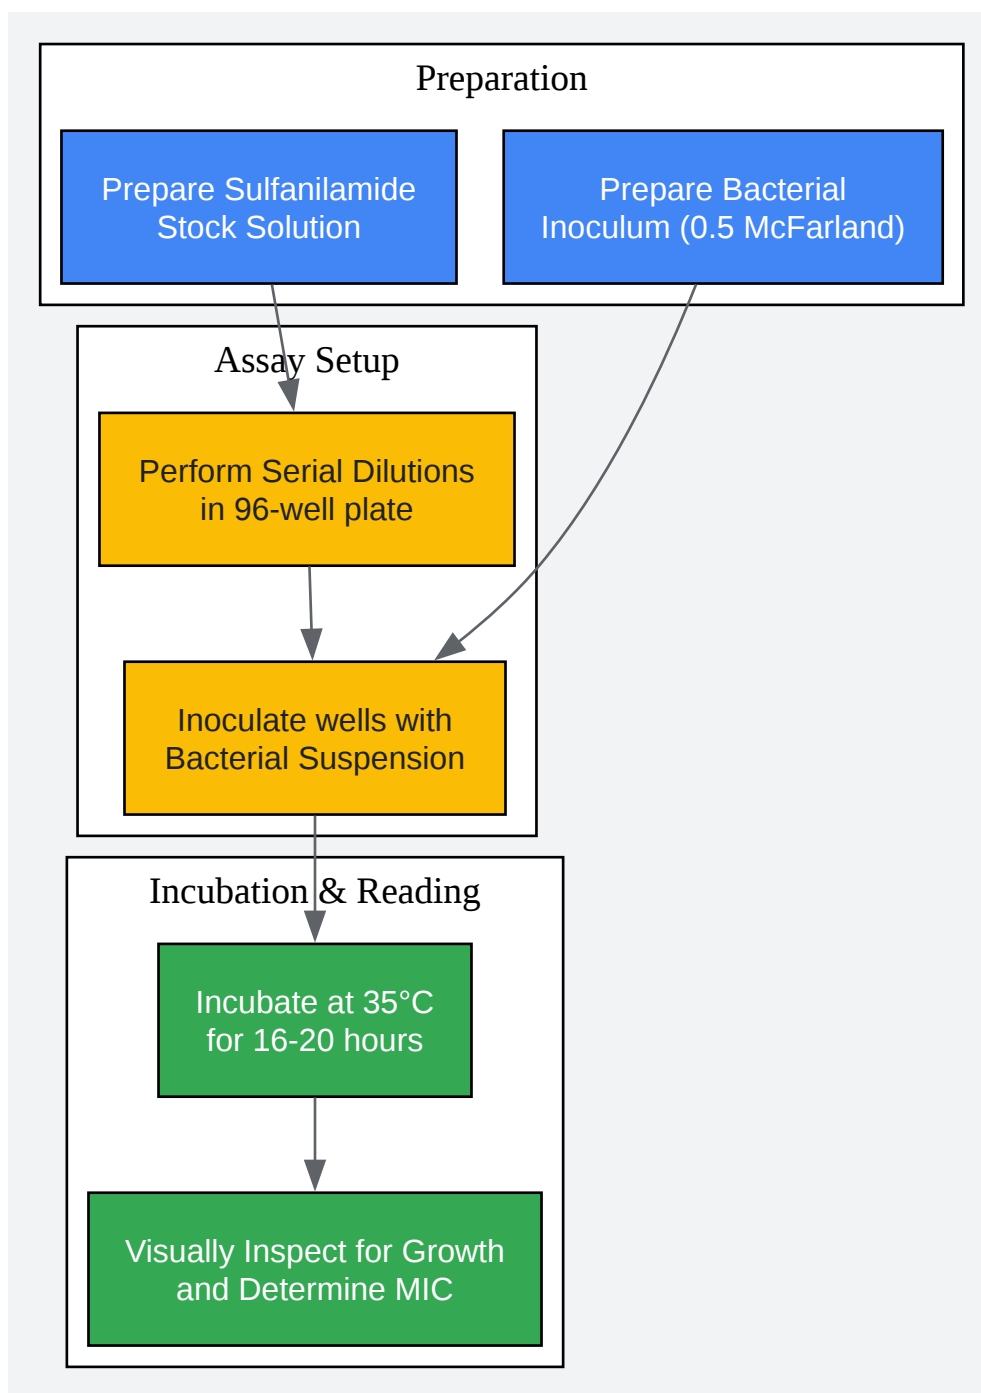 Preparation
Prepare Sulfanilamide
Stock Solution
Prepare Bacterial
Inoculum (0.5 McFarland)
Assay Setup
Perform Serial Dilutions
in 96-well plate
Inoculate wells with
Bacterial Suspension
Incubation & Reading
Incubate at 35°C
for 16-20 hours
Visually Inspect for Growth
and Determine MIC